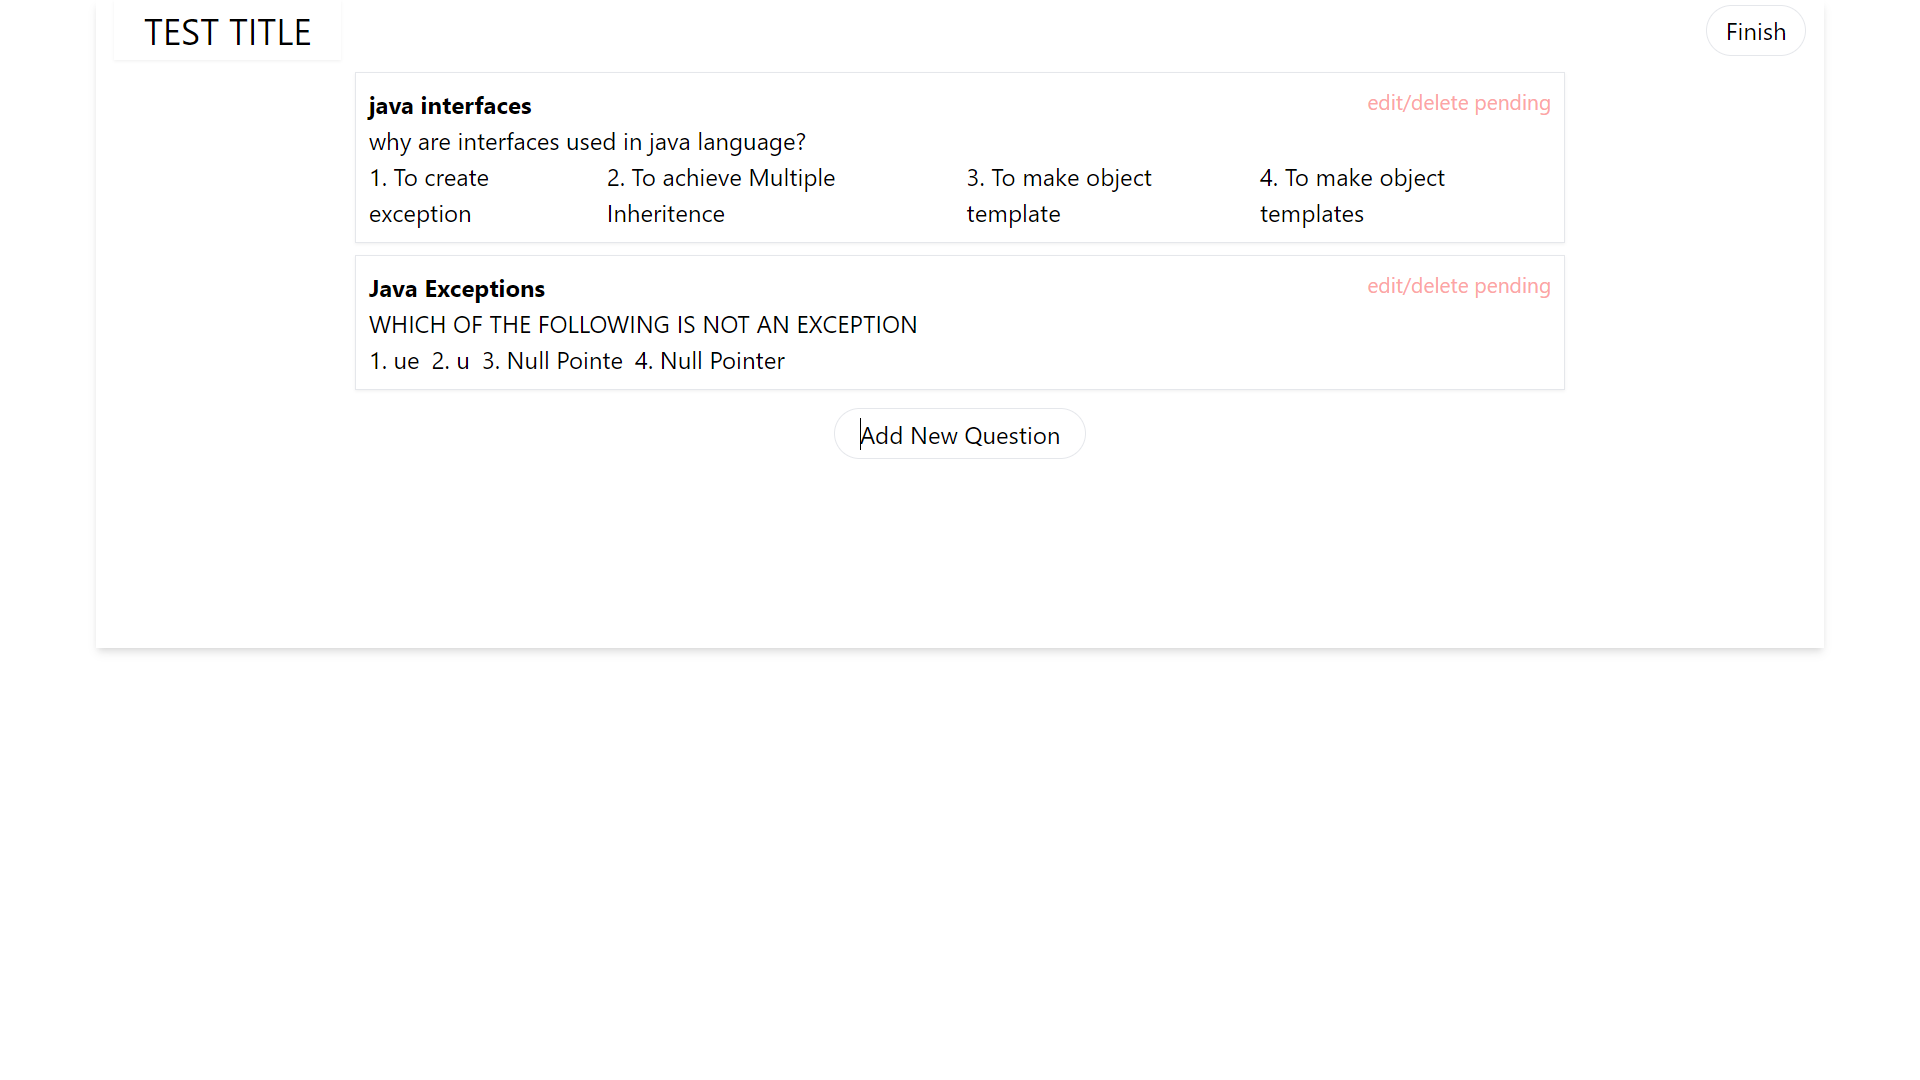 TEST TITLE
Finish
java interfaces
edit/delete pending
why are interfaces used in java language?
1. To create exception
2. To achieve Multiple Inheritence
3. To make object template
4. To make object templates
Java Exceptions
edit/delete pending
WHICH OF THE FOLLOWING IS NOT AN EXCEPTION
1. ue 2. u 3. Null Pointe 4. Null Pointer
Add New Question